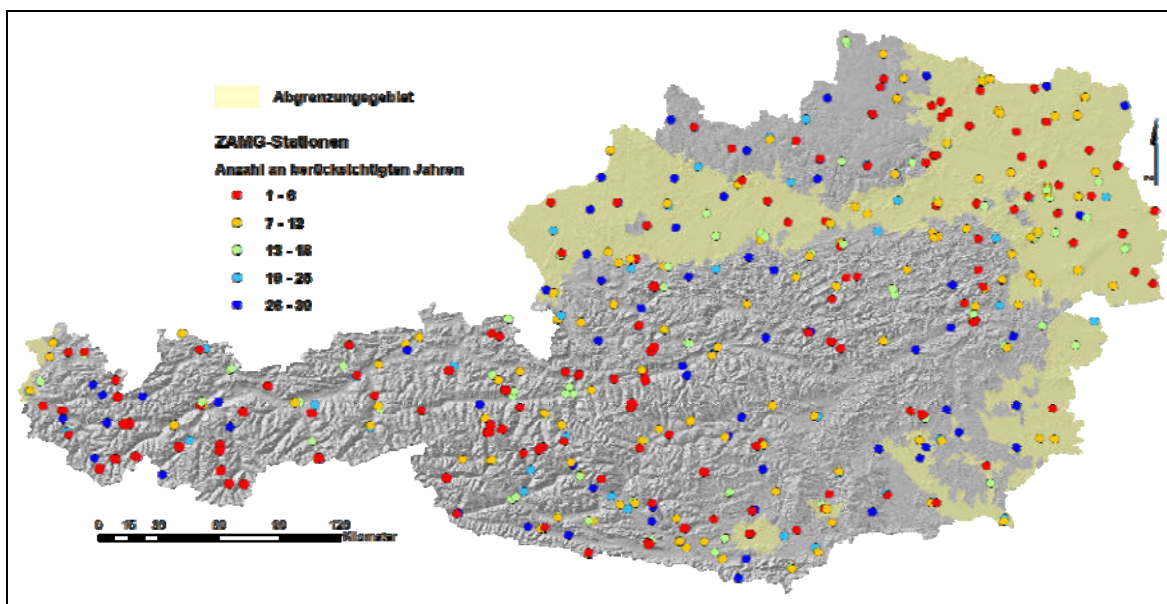 Abgrenzungsgebiet
ZAMG-Stationen
Anzahl an berücksichtigten Jahren
1 - 6
7 - 12
13 - 18
19 - 25
26 - 30
0 15 30 60 90 120
Kilometer